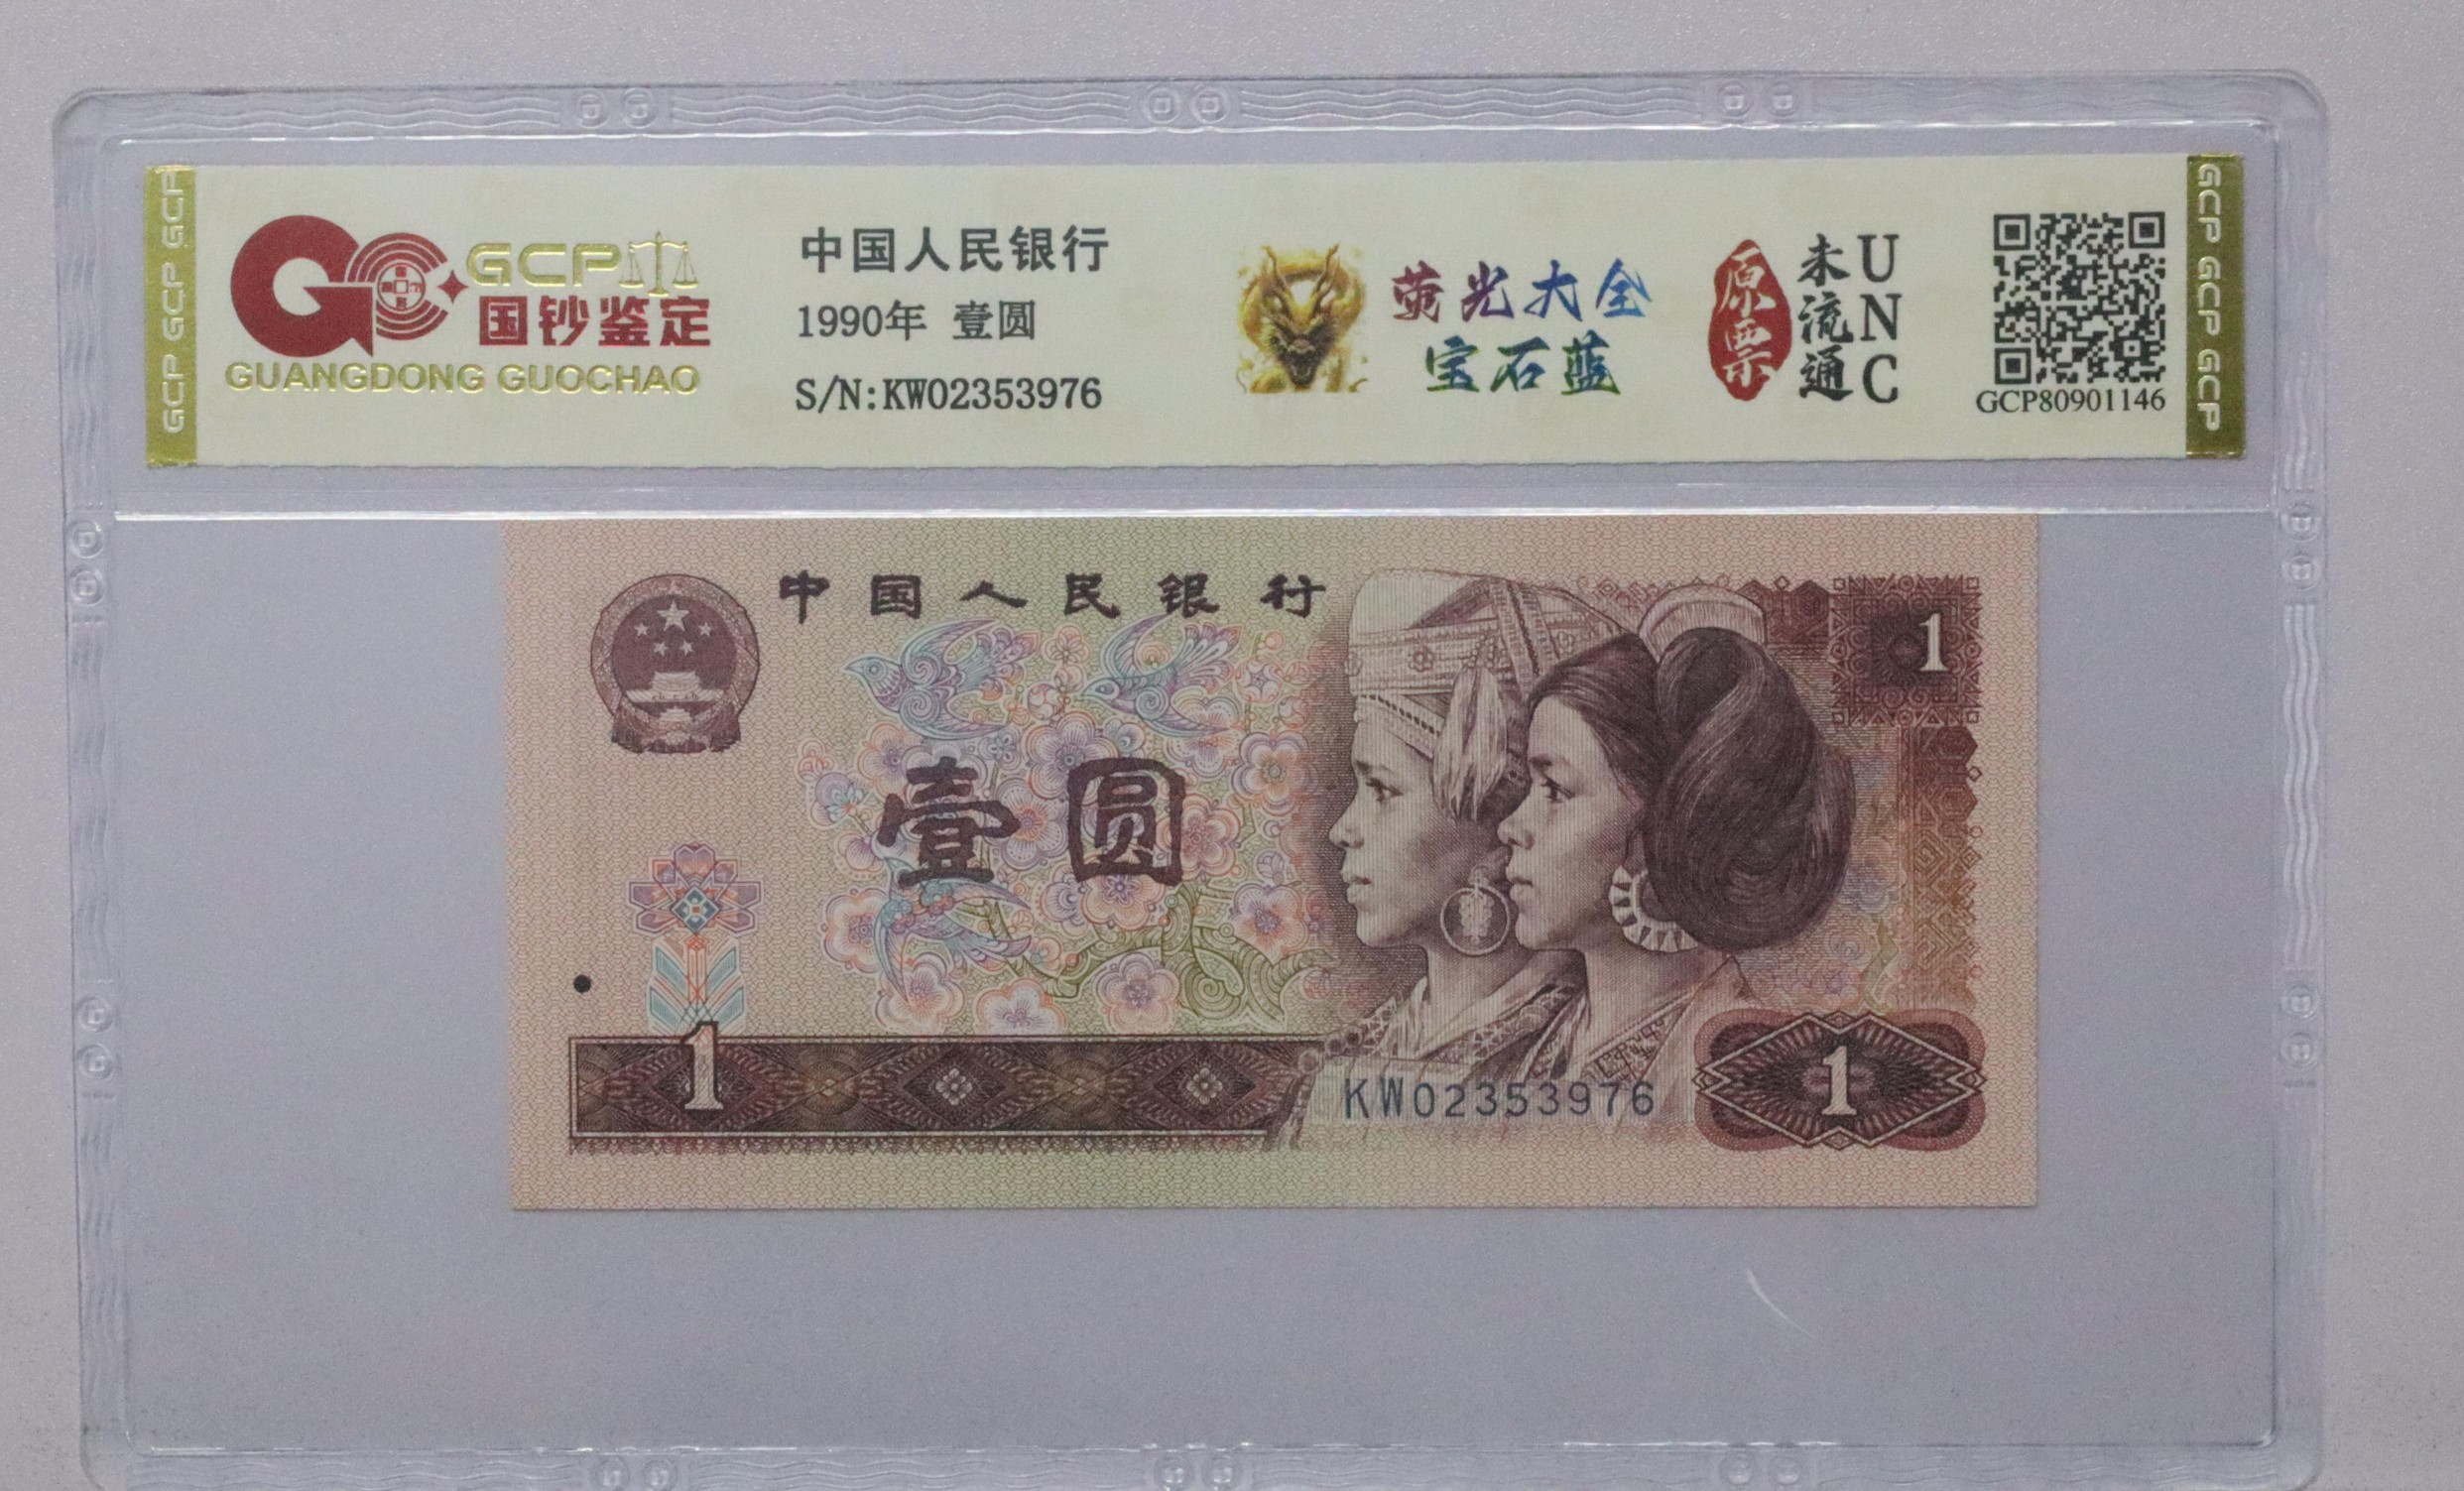 GCP GCP GCP
GCP
国钞鉴定
GUANGDONG GUOCHAO
中国人民银行
1990年 壹圆
S/N:KW02353976
荧光大全
宝石蓝
原票
未流通
UNC
GCP80901146
GCP GCP GCP
中国人民银行
1
壹圆
1
KW02353976
1